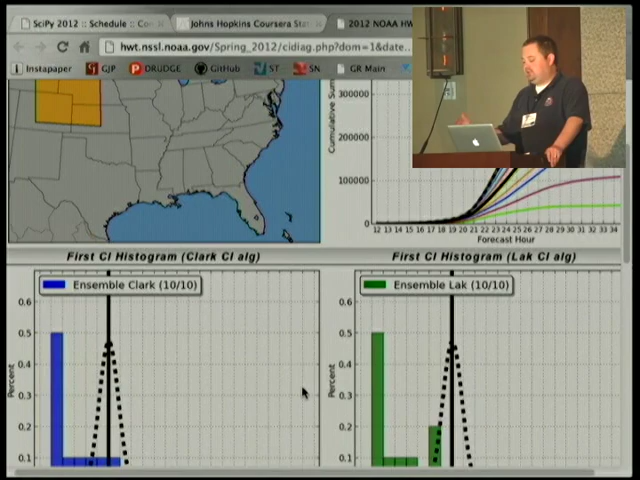 SciPy 2012 :: Schedule :: Co
Johns Hopkins Coursera Sta
2012 NOAA HW
hwt.nssl.noaa.gov/Spring_2012/cidiag.php?dom=1&date...
Instapaper
GJP
DRUDGE
GitHub
ST
SN
GR Main
Cumulative Sum
300000
200000
100000
0
12 13 14 15 16 17 18 19 20 21 22 23 24 25 26 27 28 29 30 31 32 33 34
Forecast Hour
First CI Histogram (Clark CI alg)
First CI Histogram (Lak CI alg)
Ensemble Clark (10/10)
Ensemble Lak (10/10)
Percent
0.6
0.5
0.4
0.3
0.2
0.1
Percent
0.6
0.5
0.4
0.3
0.2
0.1